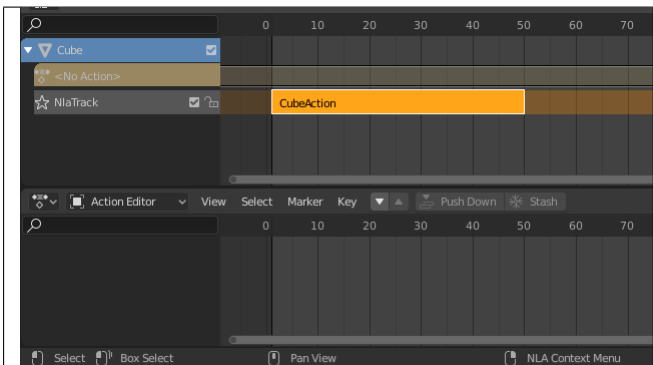 0 10 20 30 40 50 60 70
Cube
<No Action>
NlaTrack CubeAction
Action Editor View Select Marker Key Push Down Stash
0 10 20 30 40 50 60 70
Select Box Select Pan View NLA Context Menu